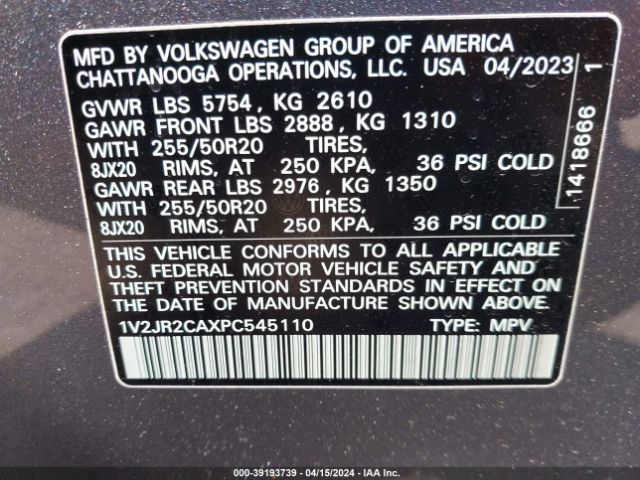 MFD BY VOLKSWAGEN GROUP OF AMERICA
CHATTANOOGA OPERATIONS, LLC. USA 04/2023
GVWR LBS 5754 , KG 2610
GAWR FRONT LBS 2888 , KG 1310
WITH 255/50R20 TIRES,
8JX20 RIMS, AT 250 KPA, 36 PSI COLD
GAWR REAR LBS 2976 , KG 1350
WITH 255/50R20 TIRES,
8JX20 RIMS, AT 250 KPA, 36 PSI COLD
THIS VEHICLE CONFORMS TO ALL APPLICABLE
U.S. FEDERAL MOTOR VEHICLE SAFETY AND
THEFT PREVENTION STANDARDS IN EFFECT ON
THE DATE OF MANUFACTURE SHOWN ABOVE.
1V2JR2CAXPC545110 TYPE: MPV
1418666 1
000-39193739 - 04/15/2024 - IAA Inc.